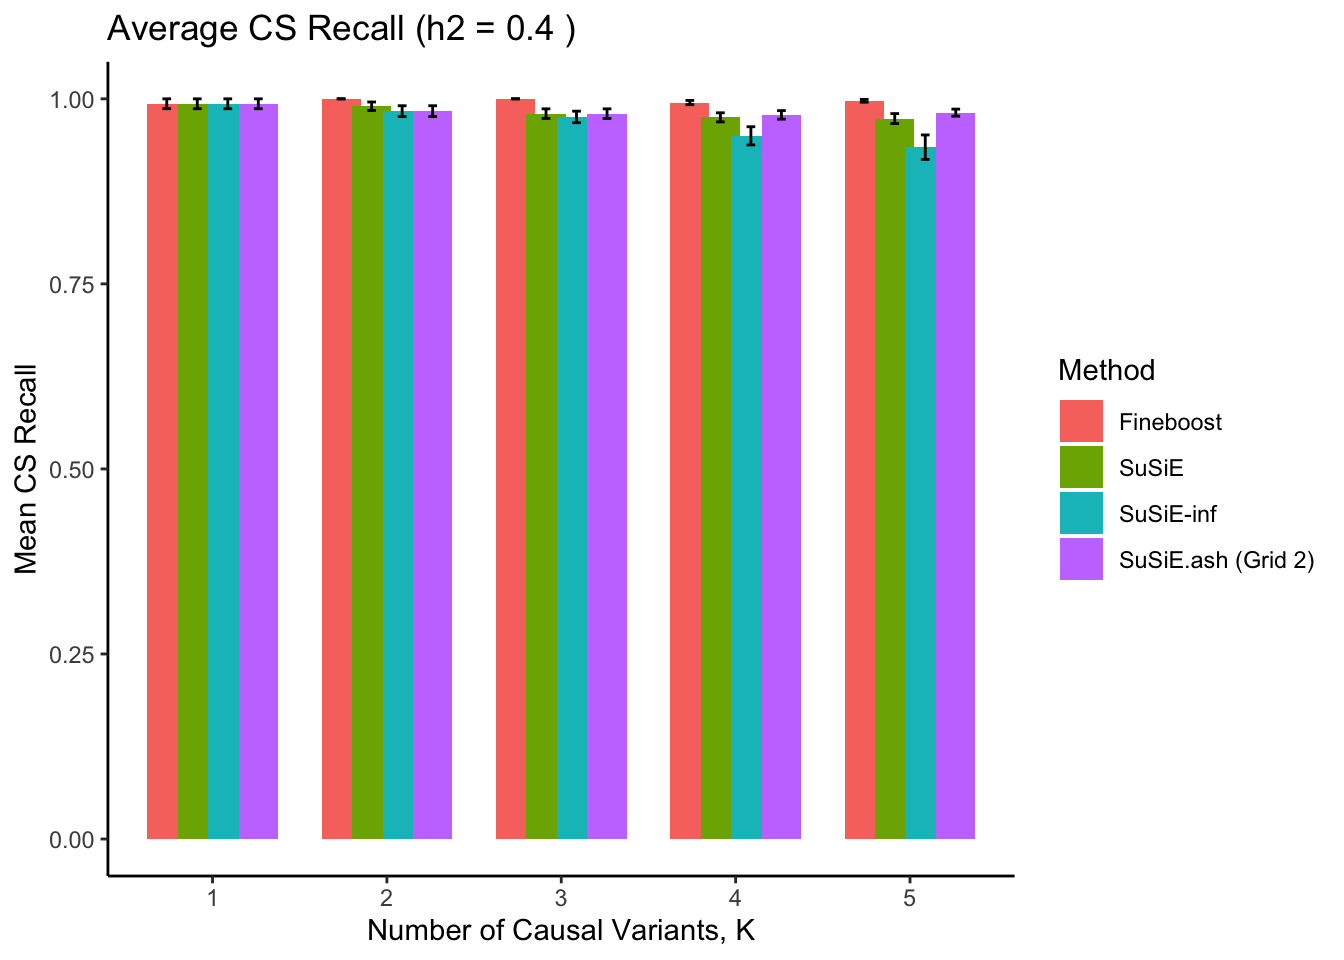 Average CS Recall (h2 = 0.4 )
Mean CS Recall
1.00
0.75
0.50
0.25
0.00
1
2
3
4
5
Number of Causal Variants, K
Method
Fineboost
SuSiE
SuSiE-inf
SuSiE.ash (Grid 2)